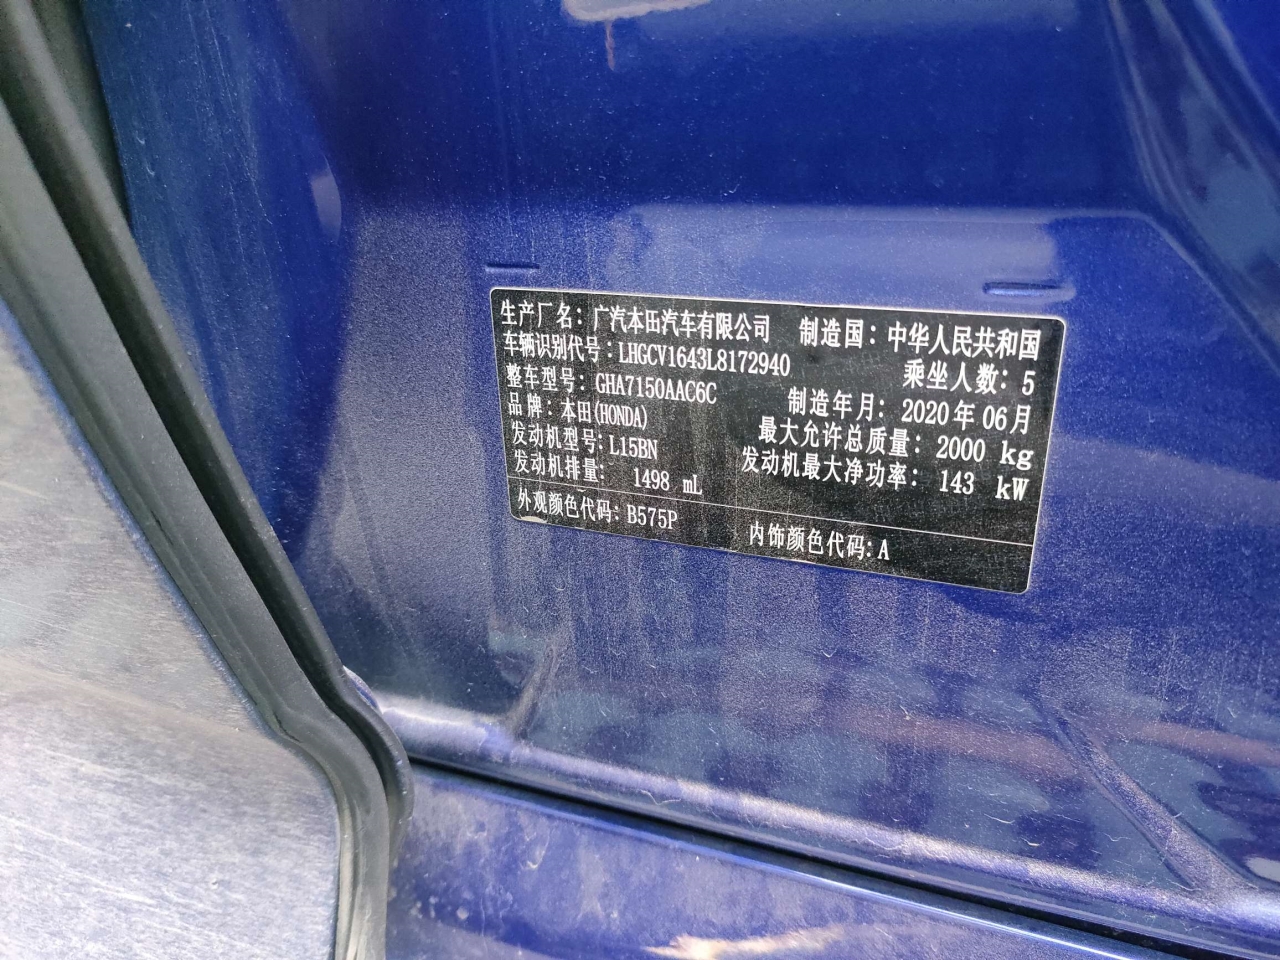 生产厂名：广汽本田汽车有限公司 制造国：中华人民共和国
车辆识别代号：LHGCV1643L8172940 乘坐人数：5
整车型号：GHA7150AAC6C 制造年月：2020年06月
品牌：本田(HONDA) 最大允许总质量：2000 kg
发动机型号：L15BN 发动机最大净功率：143 kW
发动机排量： 1498 mL
外观颜色代码：B575P 内饰颜色代码：A